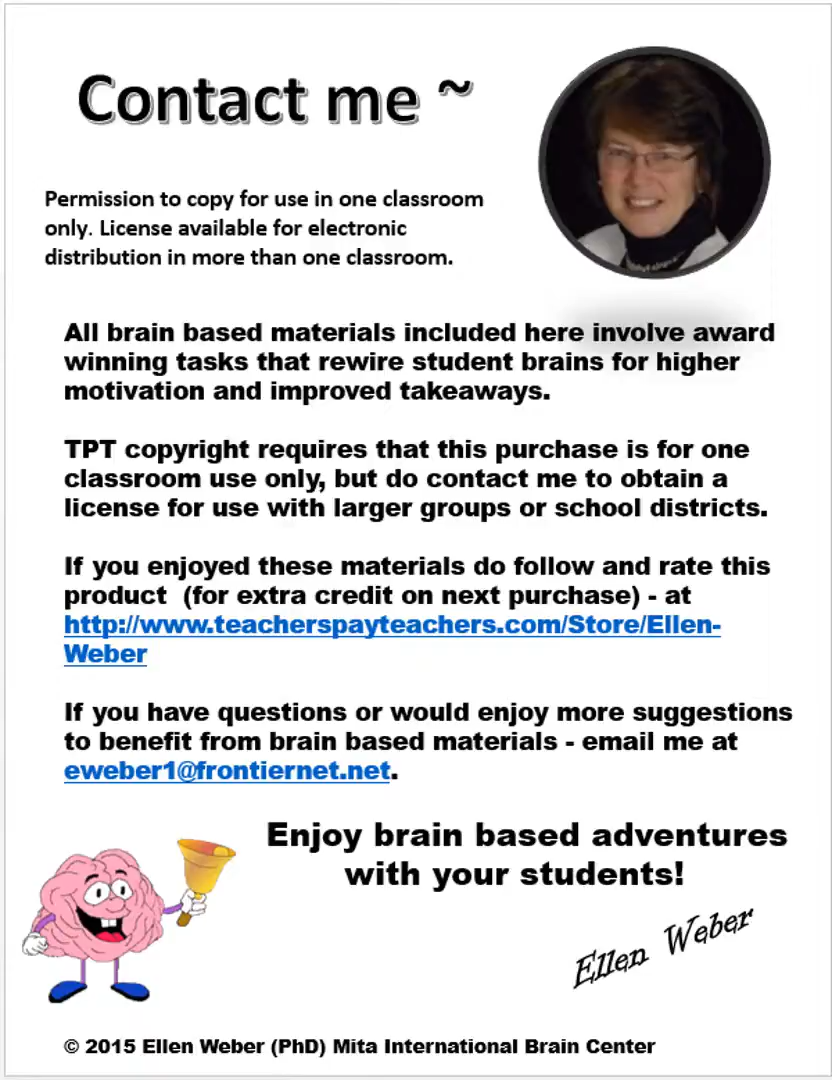 Contact me ~
Permission to copy for use in one classroom
only. License available for electronic
distribution in more than one classroom.
All brain based materials included here involve award
winning tasks that rewire student brains for higher
motivation and improved takeaways.
TPT copyright requires that this purchase is for one
classroom use only, but do contact me to obtain a
license for use with larger groups or school districts.
If you enjoyed these materials do follow and rate this
product  (for extra credit on next purchase) - at
http://www.teacherspayteachers.com/Store/Ellen-
Weber
If you have questions or would enjoy more suggestions
to benefit from brain based materials - email me at
eweber1@frontiernet.net.
Enjoy brain based adventures
with your students!
Ellen Weber
© 2015 Ellen Weber (PhD) Mita International Brain Center